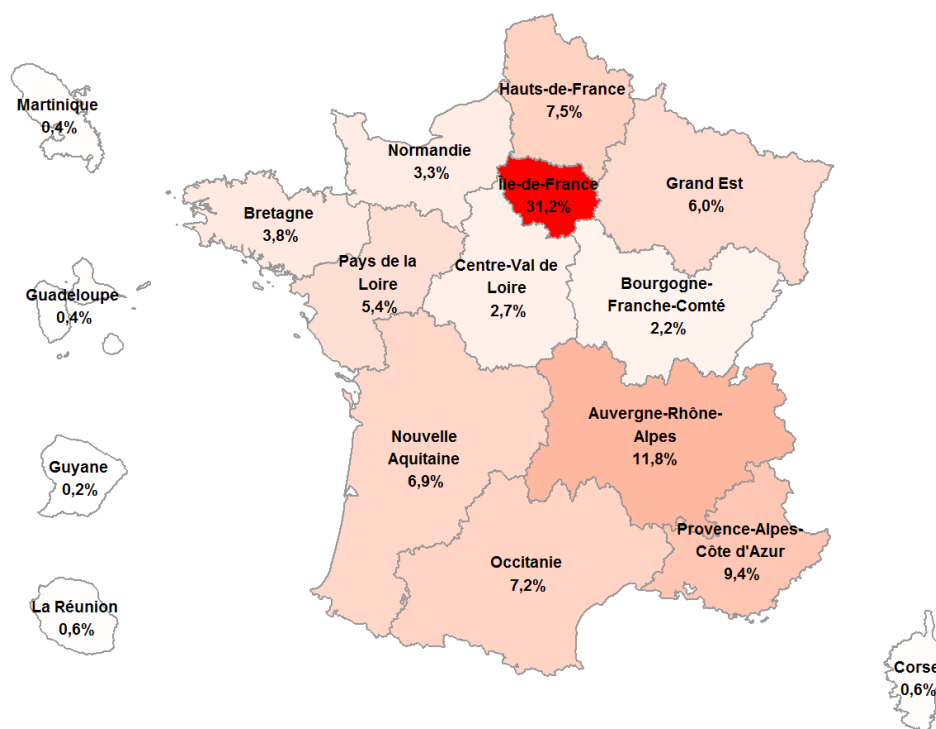 Hauts-de-France
7,5%
Martinique
0,4%
Normandie
3,3%
Île-de-France
31,2%
Grand Est
6,0%
Bretagne
3,8%
Pays de la
Loire
5,4%
Centre-Val de
Loire
2,7%
Bourgogne-
Franche-Comté
2,2%
Guadeloupe
0,4%
Auvergne-Rhône-
Alpes
11,8%
Nouvelle
Aquitaine
6,9%
Guyane
0,2%
Provence-Alpes-
Côte d'Azur
9,4%
Occitanie
7,2%
La Réunion
0,6%
Corse
0,6%